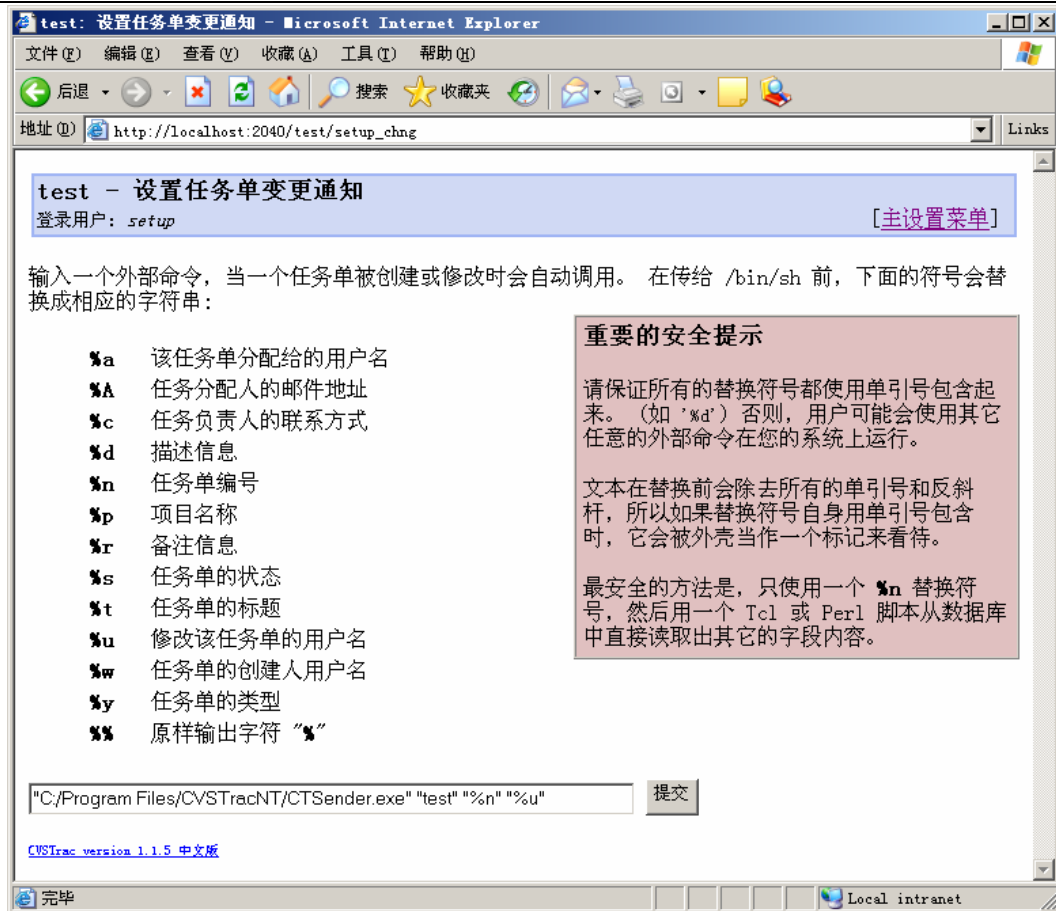 test: 设置任务单变更通知 - Microsoft Internet Explorer
文件(F) 编辑(E) 查看(V) 收藏(A) 工具(T) 帮助(H)
后退 搜索 收藏夹
地址(D) http://localhost:2040/test/setup_chng Links
test - 设置任务单变更通知
登录用户: setup [主设置菜单]
输入一个外部命令，当一个任务单被创建或修改时会自动调用。 在传给 /bin/sh 前，下面的符号会替
换成相应的字符串:
%a 该任务单分配给的用户名
%A 任务分配人的邮件地址
%c 任务负责人的联系方式
%d 描述信息
%n 任务单编号
%p 项目名称
%r 备注信息
%s 任务单的状态
%t 任务单的标题
%u 修改该任务单的用户名
%w 任务单的创建人用户名
%y 任务单的类型
%% 原样输出字符 "%"
重要的安全提示
请保证所有的替换符号都使用单引号包含起
来。 (如 '%d') 否则，用户可能会使用其它
任意的外部命令在您的系统上运行。
文本在替换前会除去所有的单引号和反斜
杆，所以如果替换符号自身用单引号包含
时，它会被外壳当作一个标记来看待。
最安全的方法是，只使用一个 %n 替换符
号，然后用一个 Tcl 或 Perl 脚本从数据库
中直接读取出其它的字段内容。
"C:/Program Files/CVSTracNT/CTSender.exe" "test" "%n" "%u" 提交
CVSTrac version 1.1.5 中文版
完毕 Local intranet